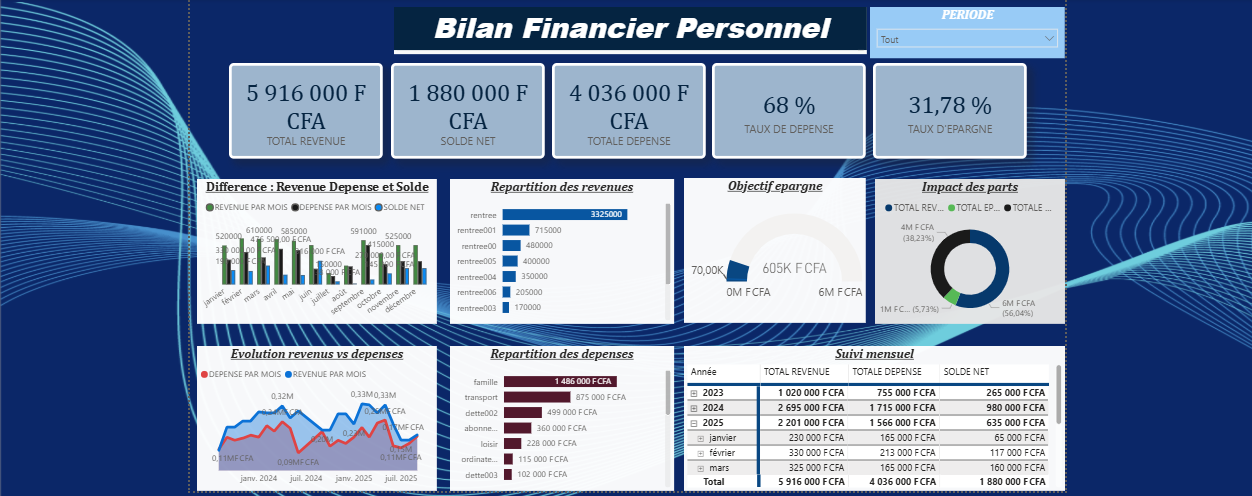 Bilan Financier Personnel
PERIODE
Tout
5 916 000 F
CFA
TOTAL REVENUE
1 880 000 F
CFA
SOLDE NET
4 036 000 F
CFA
TOTALE DEPENSE
68 %
TAUX DE DEPENSE
31,78 %
TAUX D'EPARGNE
Difference : Revenue Depense et Solde
REVENUE PAR MOIS DEPENSE PAR MOIS SOLDE NET
610000
585000
591000
525000
520000
415000
janvier
février
mars
avril
mai
juin
juillet
août
septembre
octobre
novembre
décembre
Repartition des revenues
rentree 3325000
rentree001 715000
rentree00 480000
rentree005 400000
rentree004 350000
rentree006 205000
rentree003 170000
Objectif epargne
70,00K
605K F CFA
0M F CFA
6M F CFA
Impact des parts
TOTAL REV... TOTAL EP... TOTALE ...
4M F CFA
(38,23%)
1M F C... (5,73%)
6M F CFA
(56,04%)
Evolution revenus vs depenses
DEPENSE PAR MOIS REVENUE PAR MOIS
0,32M
0,33M
0,33M
0,11MF CFA
0,09MF CFA
0,11MF CFA
janv. 2024
juil. 2024
janv. 2025
juil. 2025
Repartition des depenses
famille 1 486 000 F CFA
transport 875 000 F CFA
dette002 499 000 F CFA
abonne... 360 000 F CFA
loisir 228 000 F CFA
ordinate... 115 000 F CFA
dette003 102 000 F CFA
Suivi mensuel
Année TOTAL REVENUE TOTALE DEPENSE SOLDE NET
2023 1 020 000 F CFA 755 000 F CFA 265 000 F CFA
2024 2 695 000 F CFA 1 715 000 F CFA 980 000 F CFA
2025 2 201 000 F CFA 1 566 000 F CFA 635 000 F CFA
janvier 230 000 F CFA 165 000 F CFA 65 000 F CFA
février 330 000 F CFA 213 000 F CFA 117 000 F CFA
mars 325 000 F CFA 165 000 F CFA 160 000 F CFA
Total 5 916 000 F CFA 4 036 000 F CFA 1 880 000 F CFA